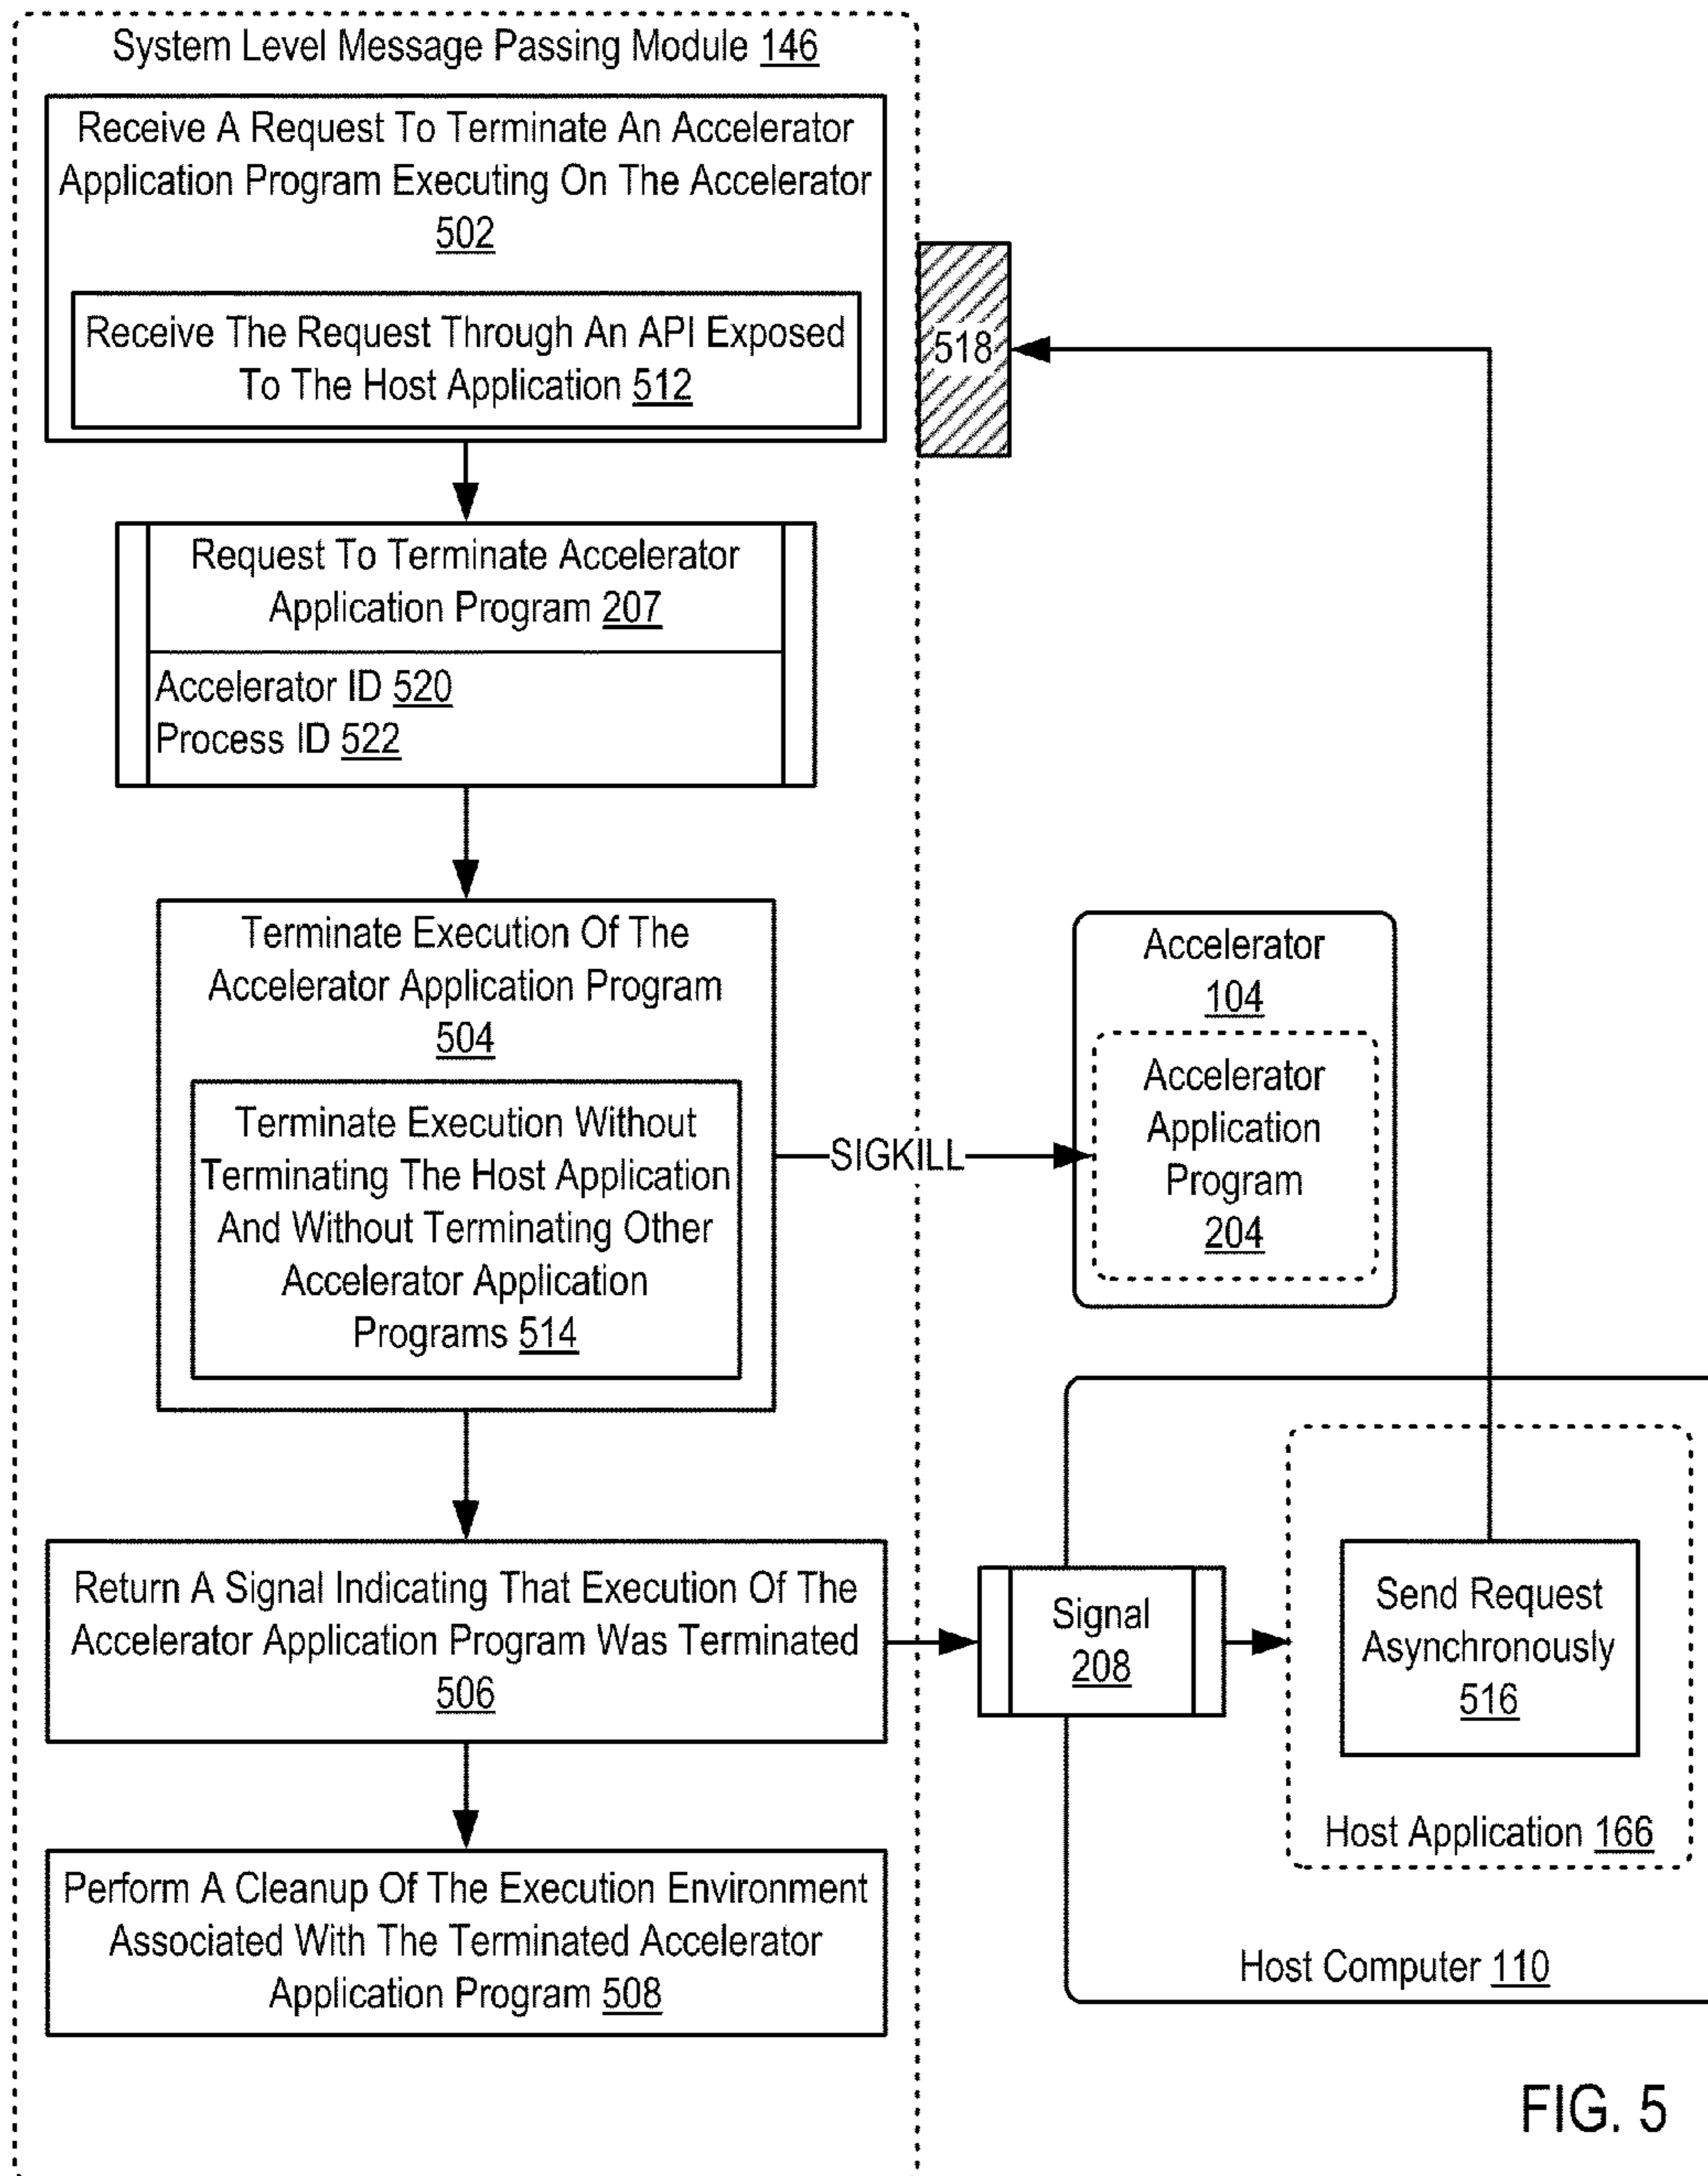 System Level Message Passing Module 146
Receive A Request To Terminate An Accelerator
Application Program Executing On The Accelerator
502
Receive The Request Through An API Exposed
To The Host Application 512
518
Request To Terminate Accelerator
Application Program 207
Accelerator ID 520
Process ID 522
Terminate Execution Of The
Accelerator Application Program
504
Terminate Execution Without
Terminating The Host Application
And Without Terminating Other
Accelerator Application
Programs 514
SIGKILL
Accelerator
104
Accelerator
Application
Program
204
Return A Signal Indicating That Execution Of The
Accelerator Application Program Was Terminated
506
Signal
208
Send Request
Asynchronously
516
Host Application 166
Host Computer 110
Perform A Cleanup Of The Execution Environment
Associated With The Terminated Accelerator
Application Program 508
FIG. 5